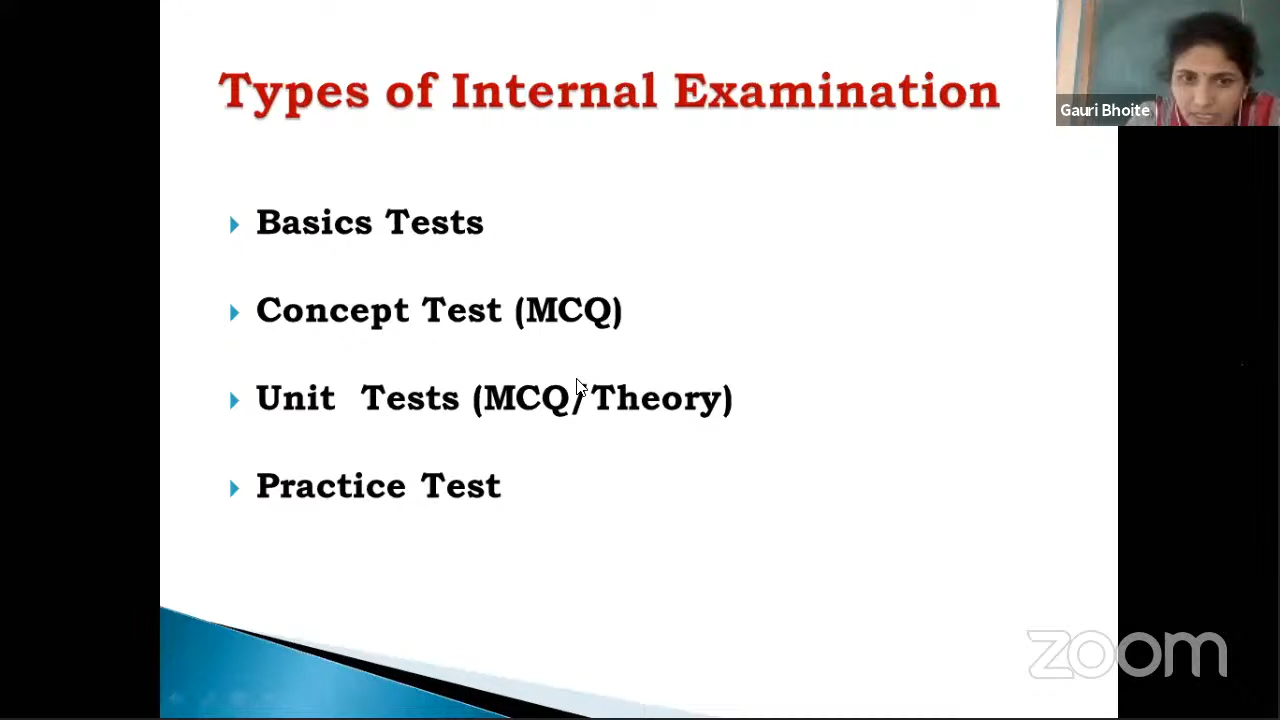 Types of Internal Examination
Gauri Bhoite
Basics Tests
Concept Test (MCQ)
Unit Tests (MCQ/Theory)
Practice Test
zoom